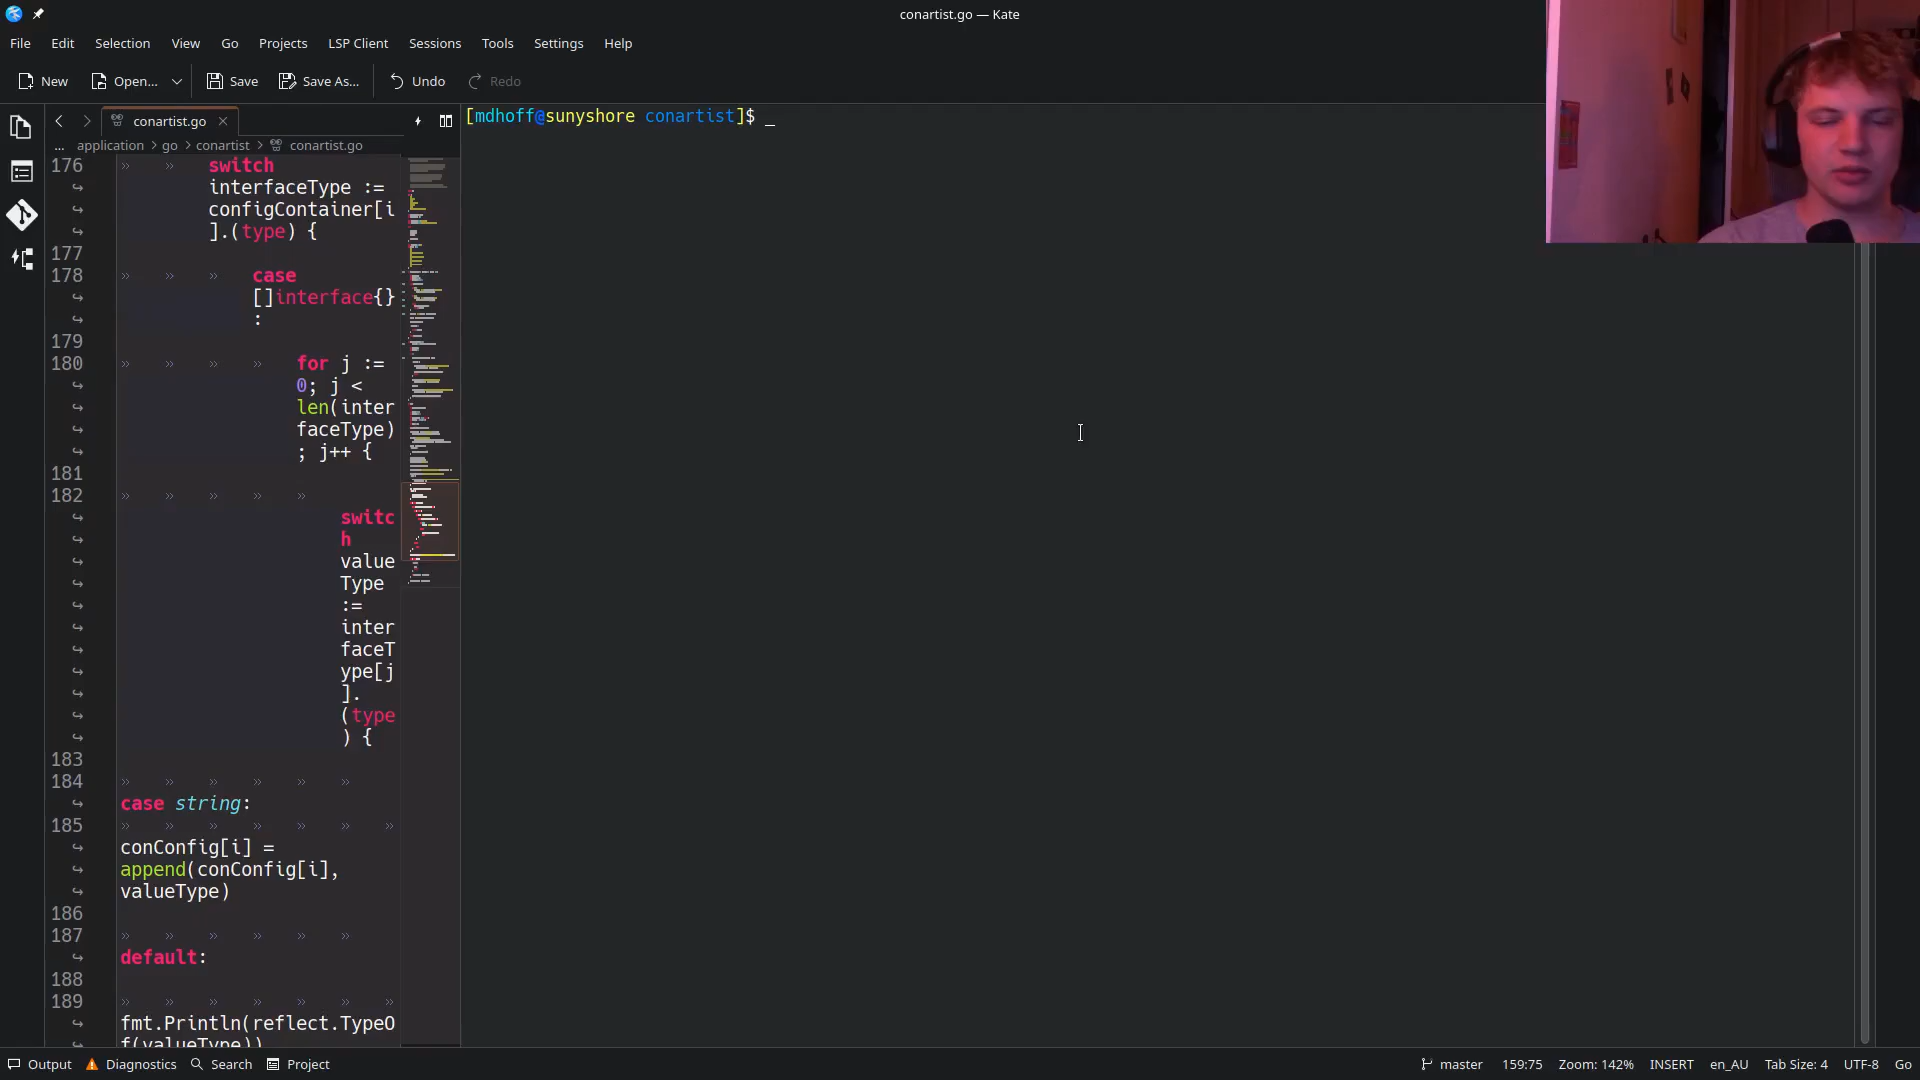 conartist.go — Kate
File Edit Selection View Go Projects LSP Client Sessions Tools Settings Help
New Open... Save Save As... Undo Redo
conartist.go
... application > go > conartist > conartist.go
[mdhoff@sunyshore conartist]$ _
176 switch
interfaceType :=
configContainer[i
].(type) {
177
178 case
[]interface{}
:
179
180 for j :=
0; j <
len(inter
faceType)
; j++ {
181
182
switc
h
value
Type
:=
inter
faceT
ype[j
].
(type
) {
183
184
case string:
185
conConfig[i] =
append(conConfig[i],
valueType)
186
187
default:
188
189
fmt.Println(reflect.TypeO
f(valueType))
Output Diagnostics Search Project master 159:75 Zoom: 142% INSERT en_AU Tab Size: 4 UTF-8 Go